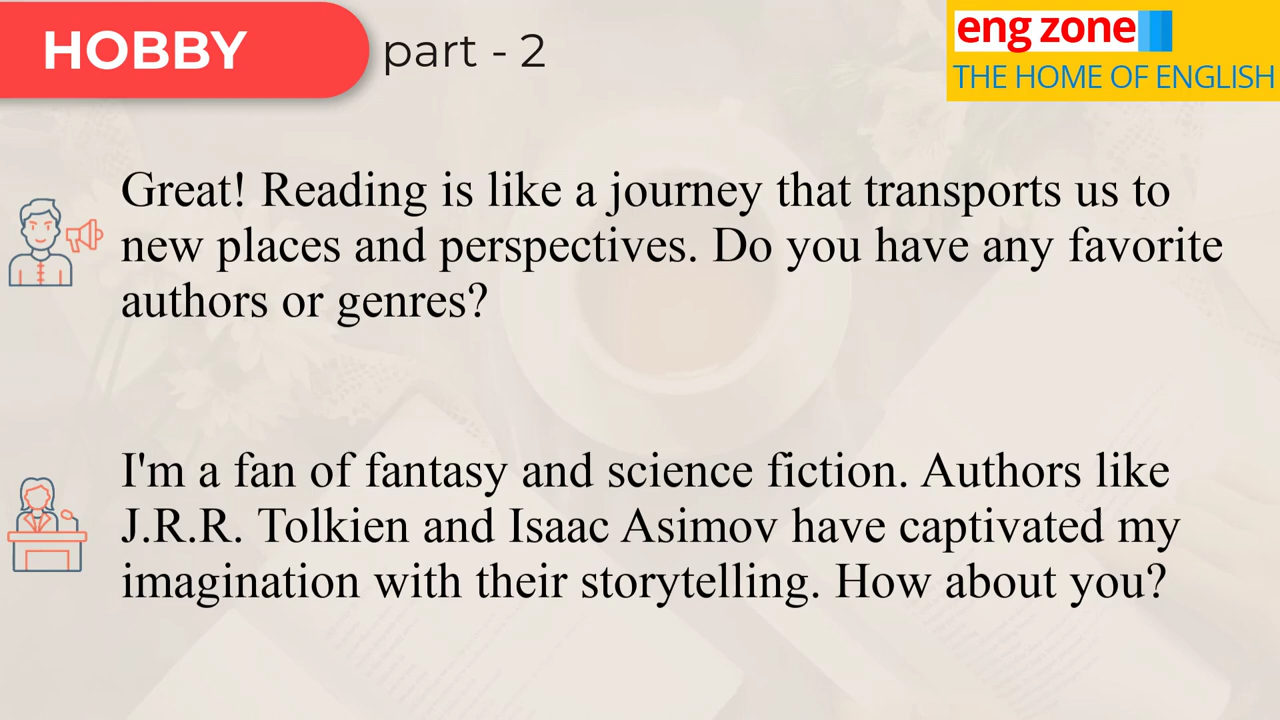 HOBBY part - 2
eng zone
THE HOME OF ENGLISH
Great! Reading is like a journey that transports us to
new places and perspectives. Do you have any favorite
authors or genres?
I'm a fan of fantasy and science fiction. Authors like
J.R.R. Tolkien and Isaac Asimov have captivated my
imagination with their storytelling. How about you?